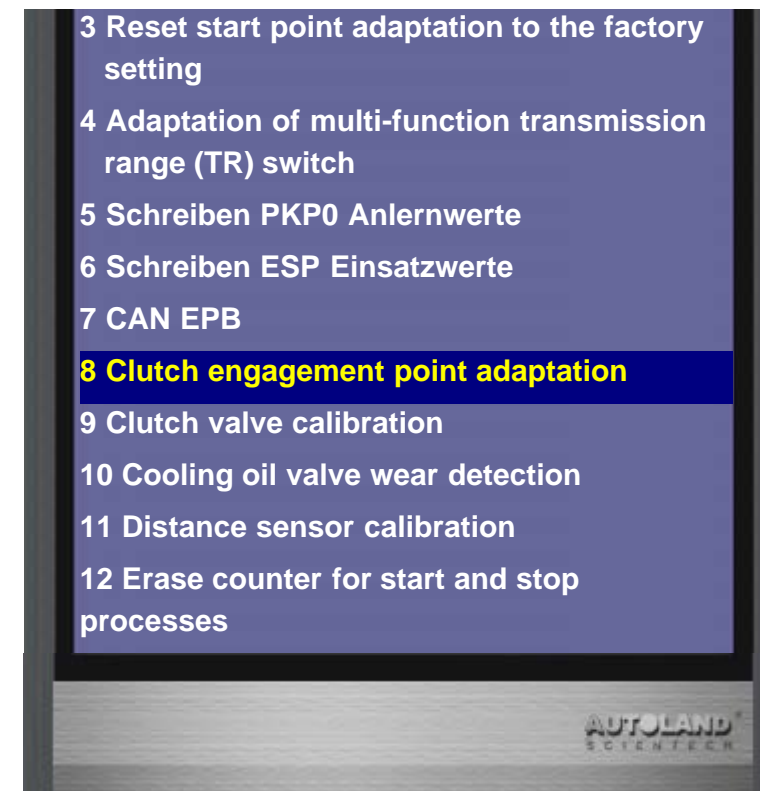 3 Reset start point adaptation to the factory
setting
4 Adaptation of multi-function transmission
range (TR) switch
5 Schreiben PKP0 Anlernwerte
6 Schreiben ESP Einsatzwerte
7 CAN EPB
8 Clutch engagement point adaptation
9 Clutch valve calibration
10 Cooling oil valve wear detection
11 Distance sensor calibration
12 Erase counter for start and stop
processes
AUTOLAND
SCIENTECH